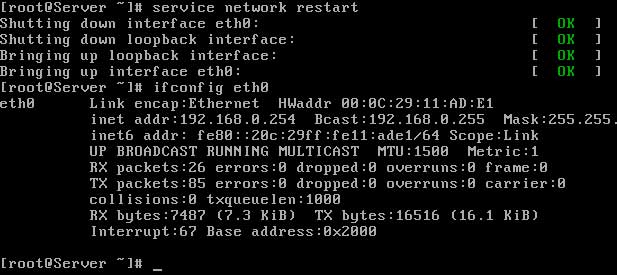 [root@Server ~]# service network restart
Shutting down interface eth0: [ OK
Shutting down loopback interface: [ OK
Bringing up loopback interface: [ OK
Bringing up interface eth0: [ OK
[root@Server ~]# ifconfig eth0
eth0 Link encap:Ethernet HWaddr 00:0C:29:11:AD:E1
inet addr:192.168.0.254 Bcast:192.168.0.255 Mask:255.255.
inet6 addr: fe80::20c:29ff:fe11:ade1/64 Scope:Link
UP BROADCAST RUNNING MULTICAST MTU:1500 Metric:1
RX packets:26 errors:0 dropped:0 overruns:0 frame:0
TX packets:85 errors:0 dropped:0 overruns:0 carrier:0
collisions:0 txqueuelen:1000
RX bytes:7487 (7.3 KiB) TX bytes:16516 (16.1 KiB)
Interrupt:67 Base address:0x2000
[root@Server ~]# _